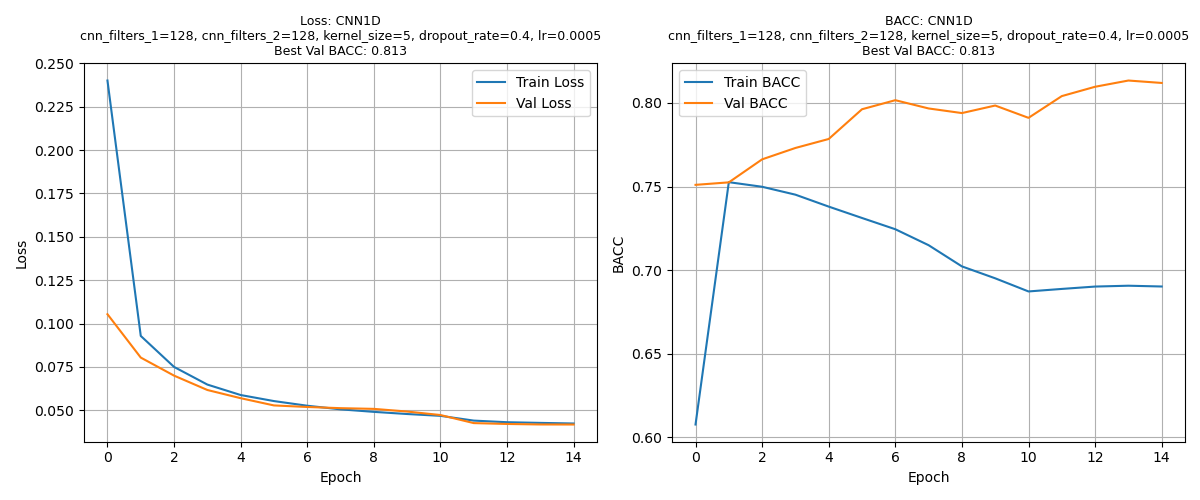 Loss: CNN1D
cnn_filters_1=128, cnn_filters_2=128, kernel_size=5, dropout_rate=0.4, lr=0.0005
Best Val BACC: 0.813
0.250
0.225
0.200
0.175
0.150
0.125
0.100
0.075
0.050
Loss
Train Loss
Val Loss
0 2 4 6 8 10 12 14
Epoch
BACC: CNN1D
cnn_filters_1=128, cnn_filters_2=128, kernel_size=5, dropout_rate=0.4, lr=0.0005
Best Val BACC: 0.813
Train BACC
Val BACC
0.80
0.75
0.70
0.65
0.60
BACC
0 2 4 6 8 10 12 14
Epoch